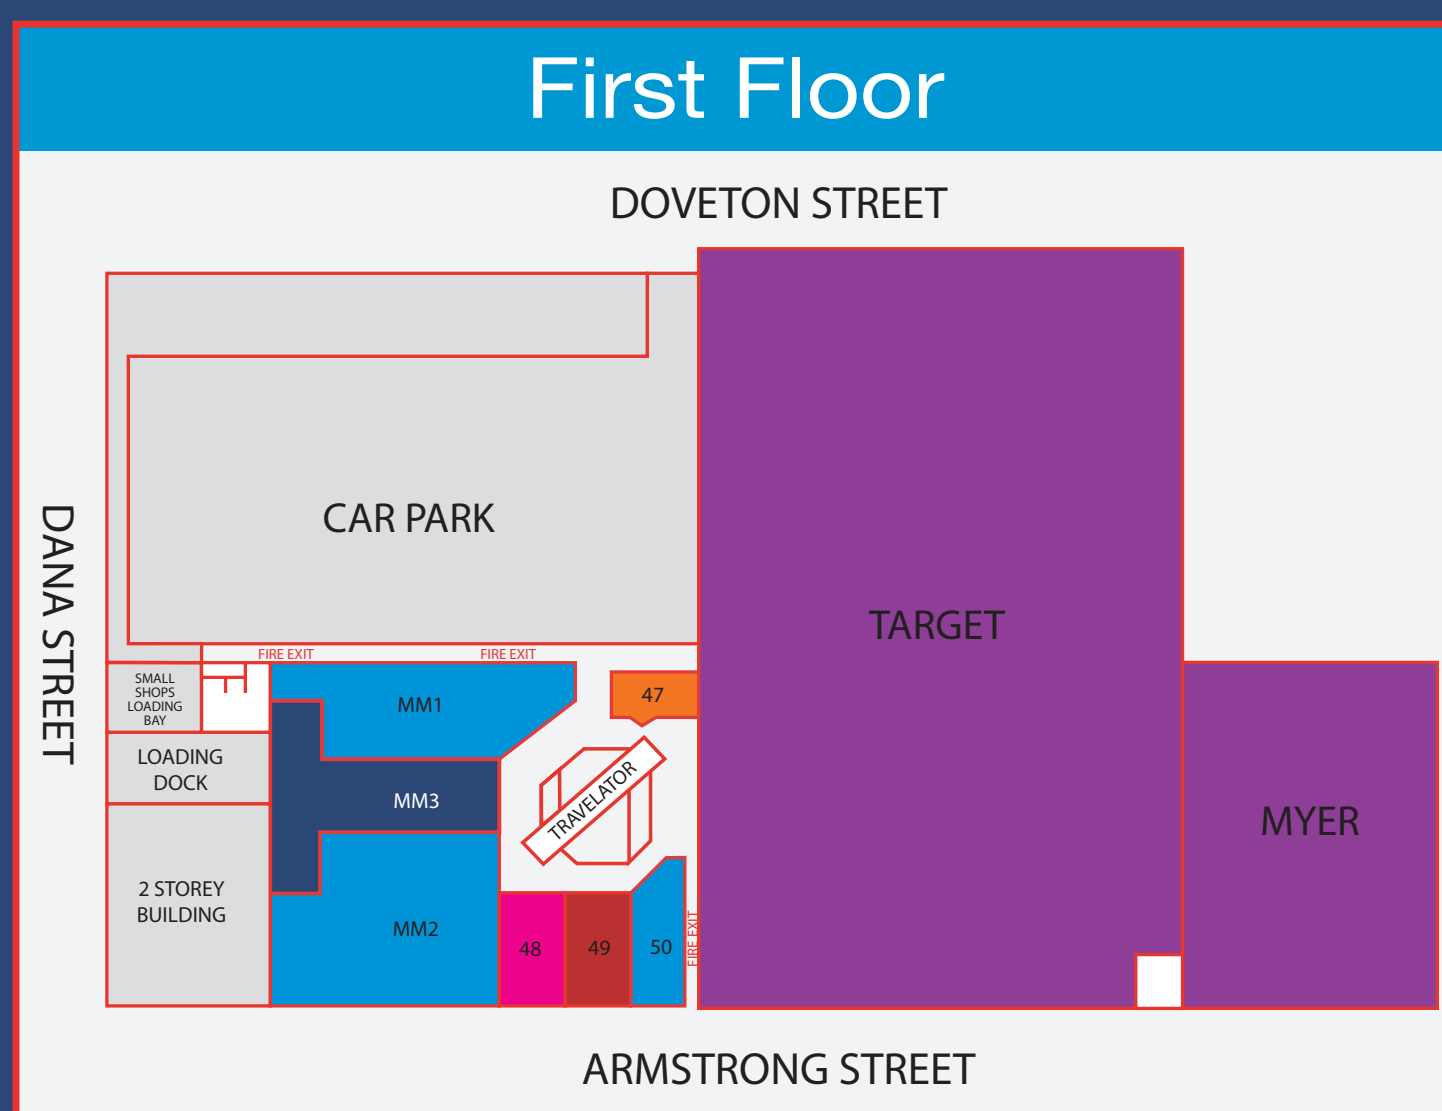 First Floor
DOVETON STREET
CAR PARK
DANA STREET
TARGET
FIRE EXIT
FIRE EXIT
SMALL
SHOPS
LOADING
BAY
MM1
47
LOADING
DOCK
MM3
TRAVELATOR
MYER
2 STOREY
BUILDING
MM2
48
49
50
FIRE EXIT
ARMSTRONG STREET